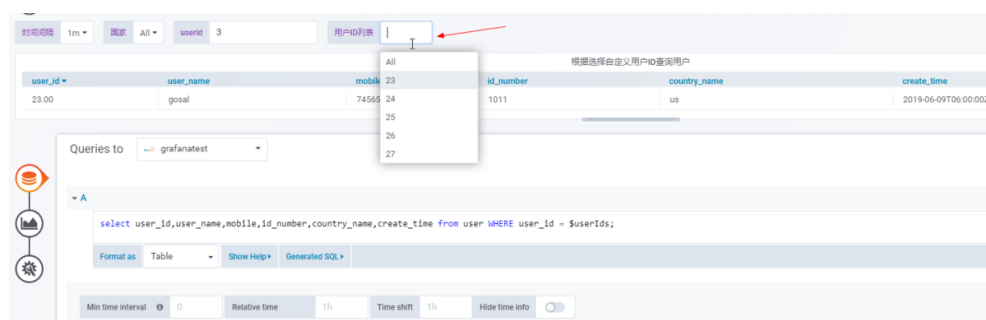 时间间隔 1m 国家 All userId 3 用户ID列表
All
根据选择自定义用户ID查询用户
user_id user_name mobile id_number country_name create_time
23
23.00 gosal 74565 1011 us 2019-06-09T06:00:00Z
24
25
26
27
Queries to grafanatest
A
select user_id,user_name,mobile,id_number,country_name,create_time from user WHERE user_id = $userIds;
Format as Table Show Help Generated SQL
Min time interval 0 Relative time 1h Time shift 1h Hide time info